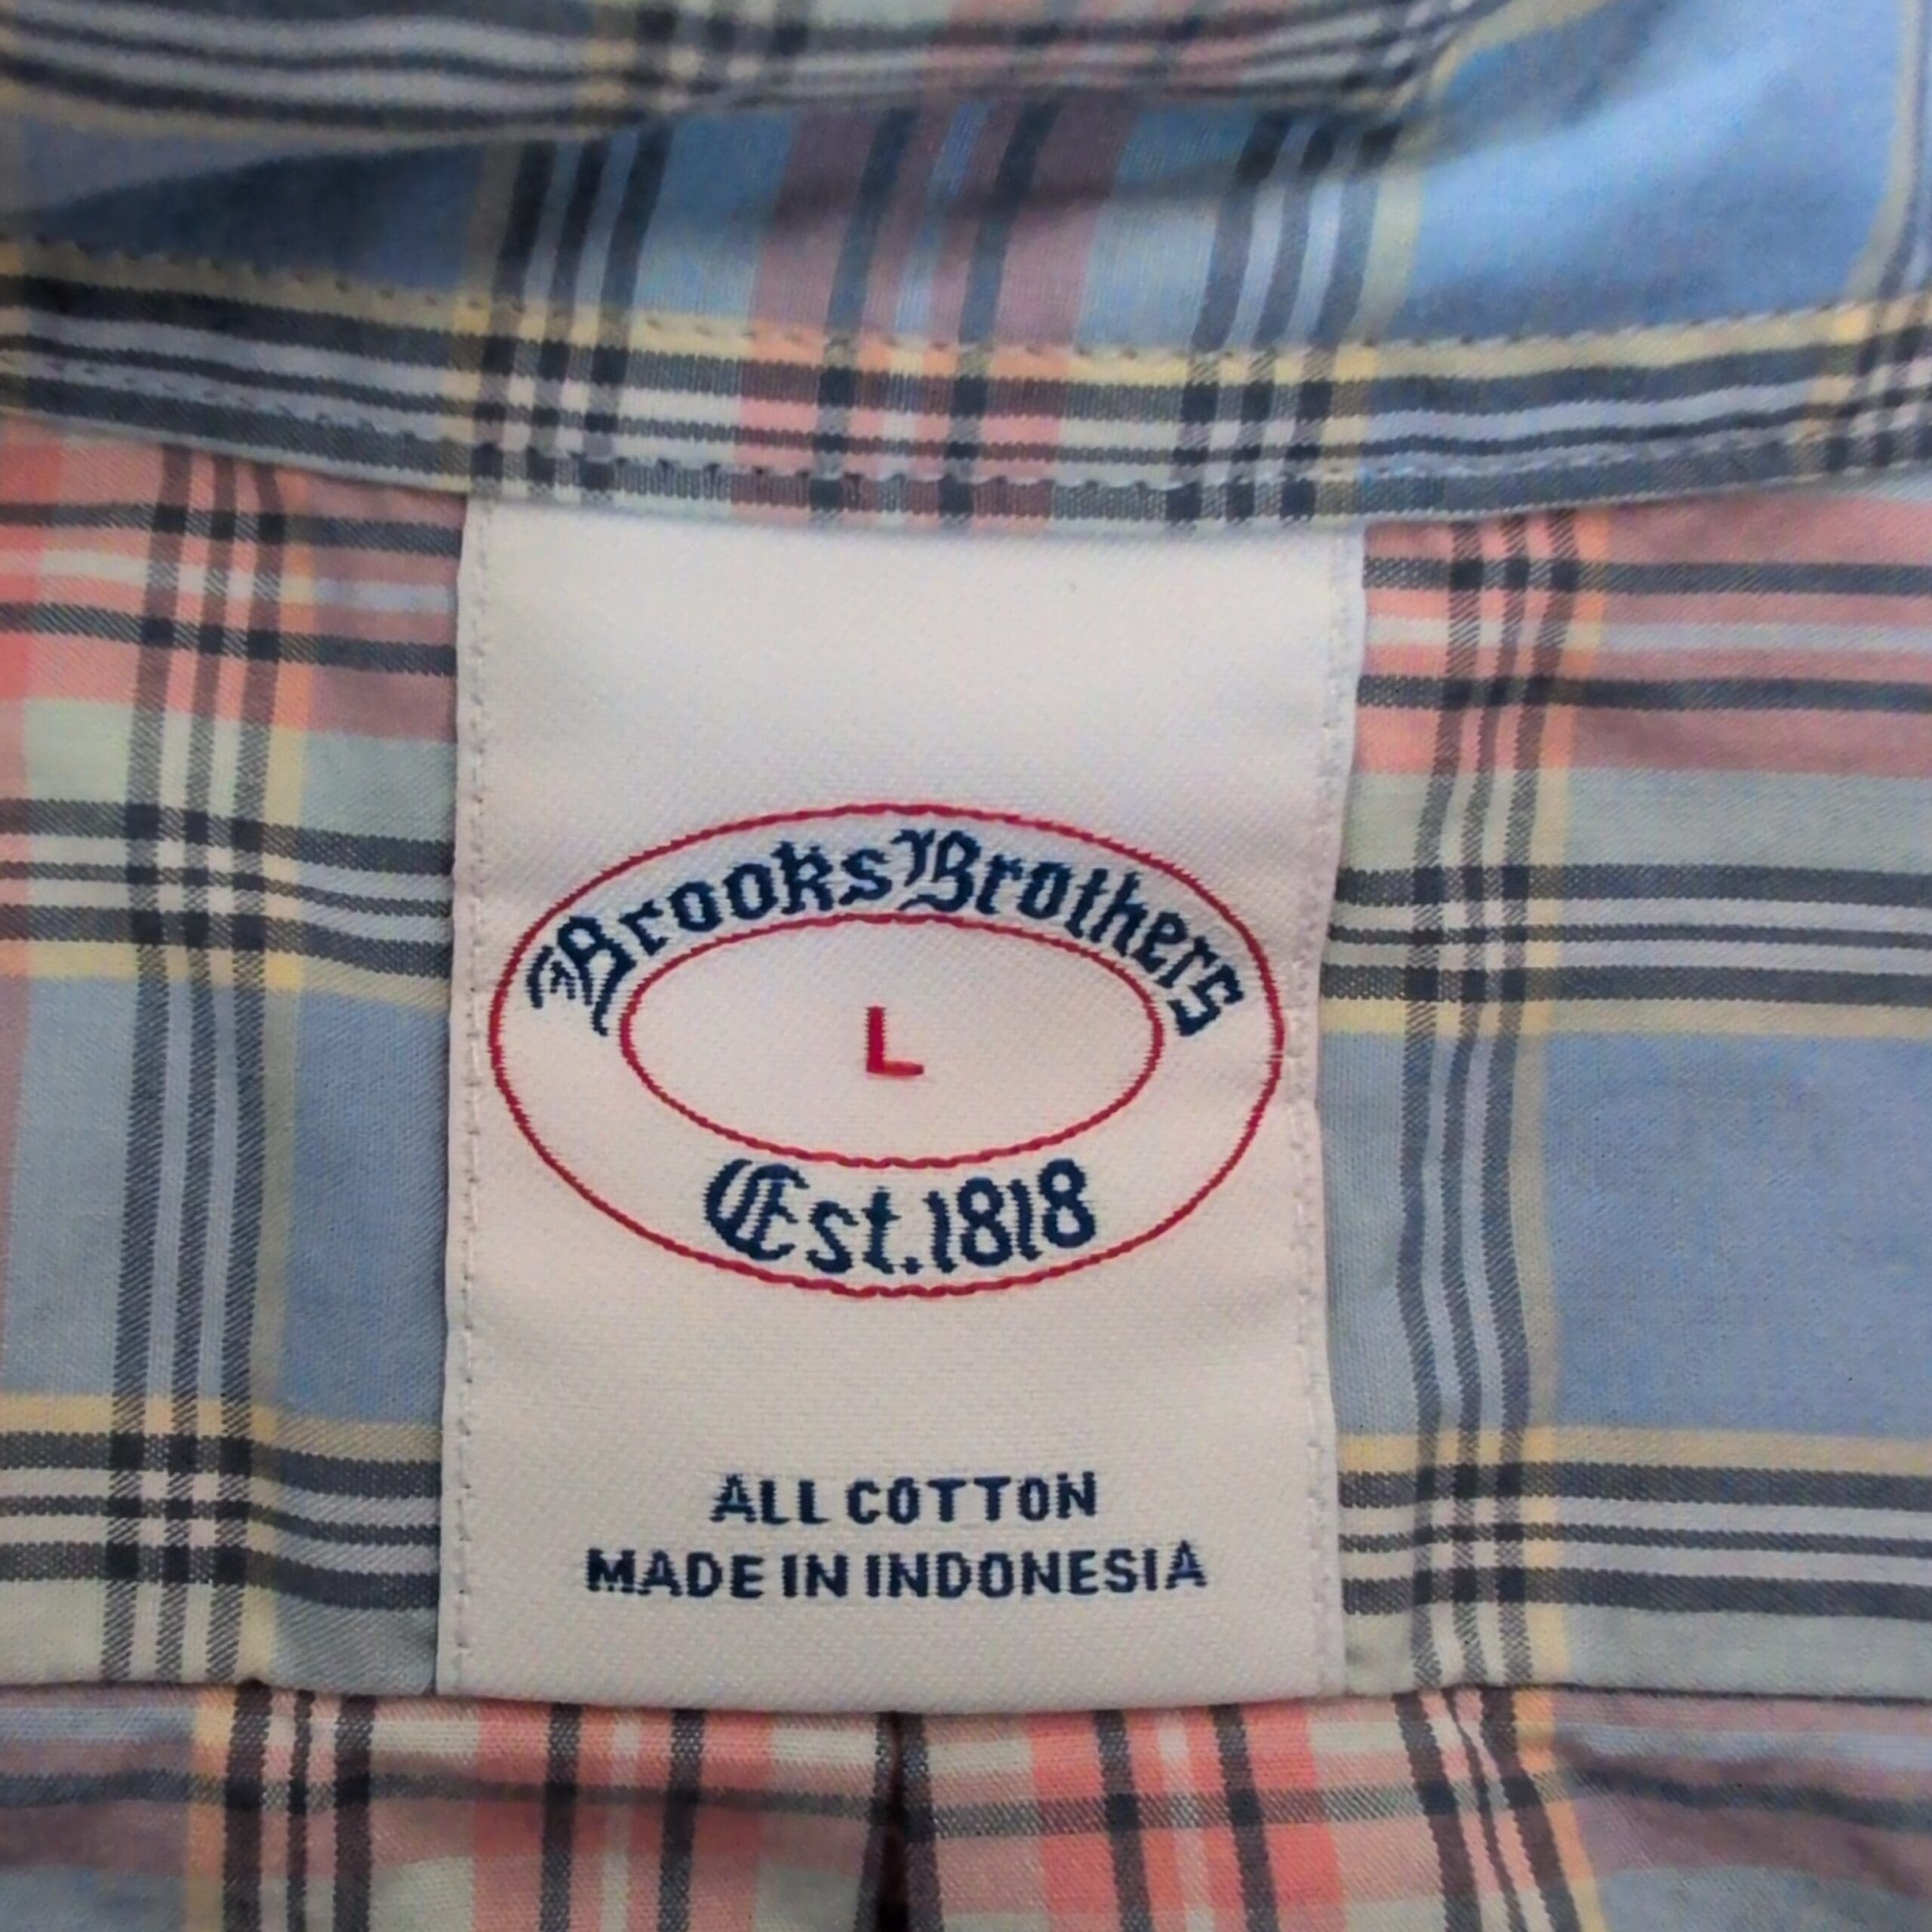 Brooks Brothers
L
Est. 1818
ALL COTTON
MADE IN INDONESIA